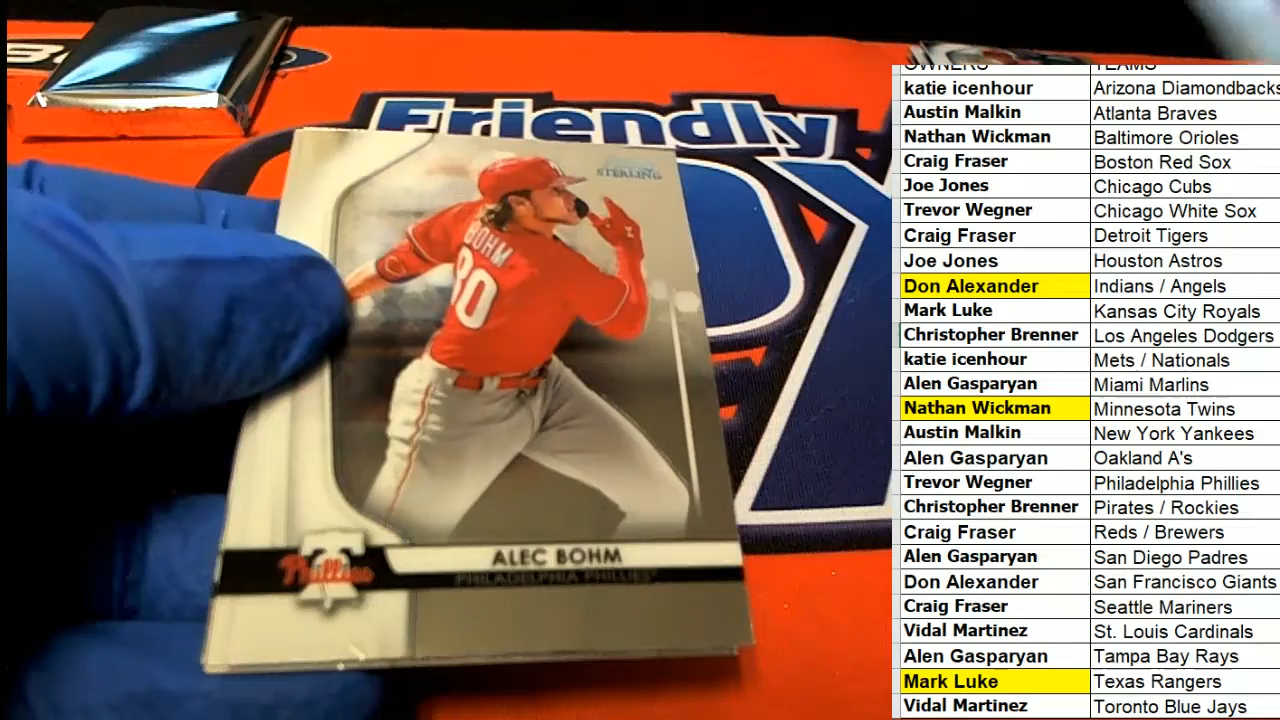 Friendly
STERLING
BOHM
80
ALEC BOHM
Phillies
PHILADELPHIA PHILLIES
OWNERS TEAMS
katie icenhour Arizona Diamondbacks
Austin Malkin Atlanta Braves
Nathan Wickman Baltimore Orioles
Craig Fraser Boston Red Sox
Joe Jones Chicago Cubs
Trevor Wegner Chicago White Sox
Craig Fraser Detroit Tigers
Joe Jones Houston Astros
Don Alexander Indians / Angels
Mark Luke Kansas City Royals
Christopher Brenner Los Angeles Dodgers
katie icenhour Mets / Nationals
Alen Gasparyan Miami Marlins
Nathan Wickman Minnesota Twins
Austin Malkin New York Yankees
Alen Gasparyan Oakland A's
Trevor Wegner Philadelphia Phillies
Christopher Brenner Pirates / Rockies
Craig Fraser Reds / Brewers
Alen Gasparyan San Diego Padres
Don Alexander San Francisco Giants
Craig Fraser Seattle Mariners
Vidal Martinez St. Louis Cardinals
Alen Gasparyan Tampa Bay Rays
Mark Luke Texas Rangers
Vidal Martinez Toronto Blue Jays